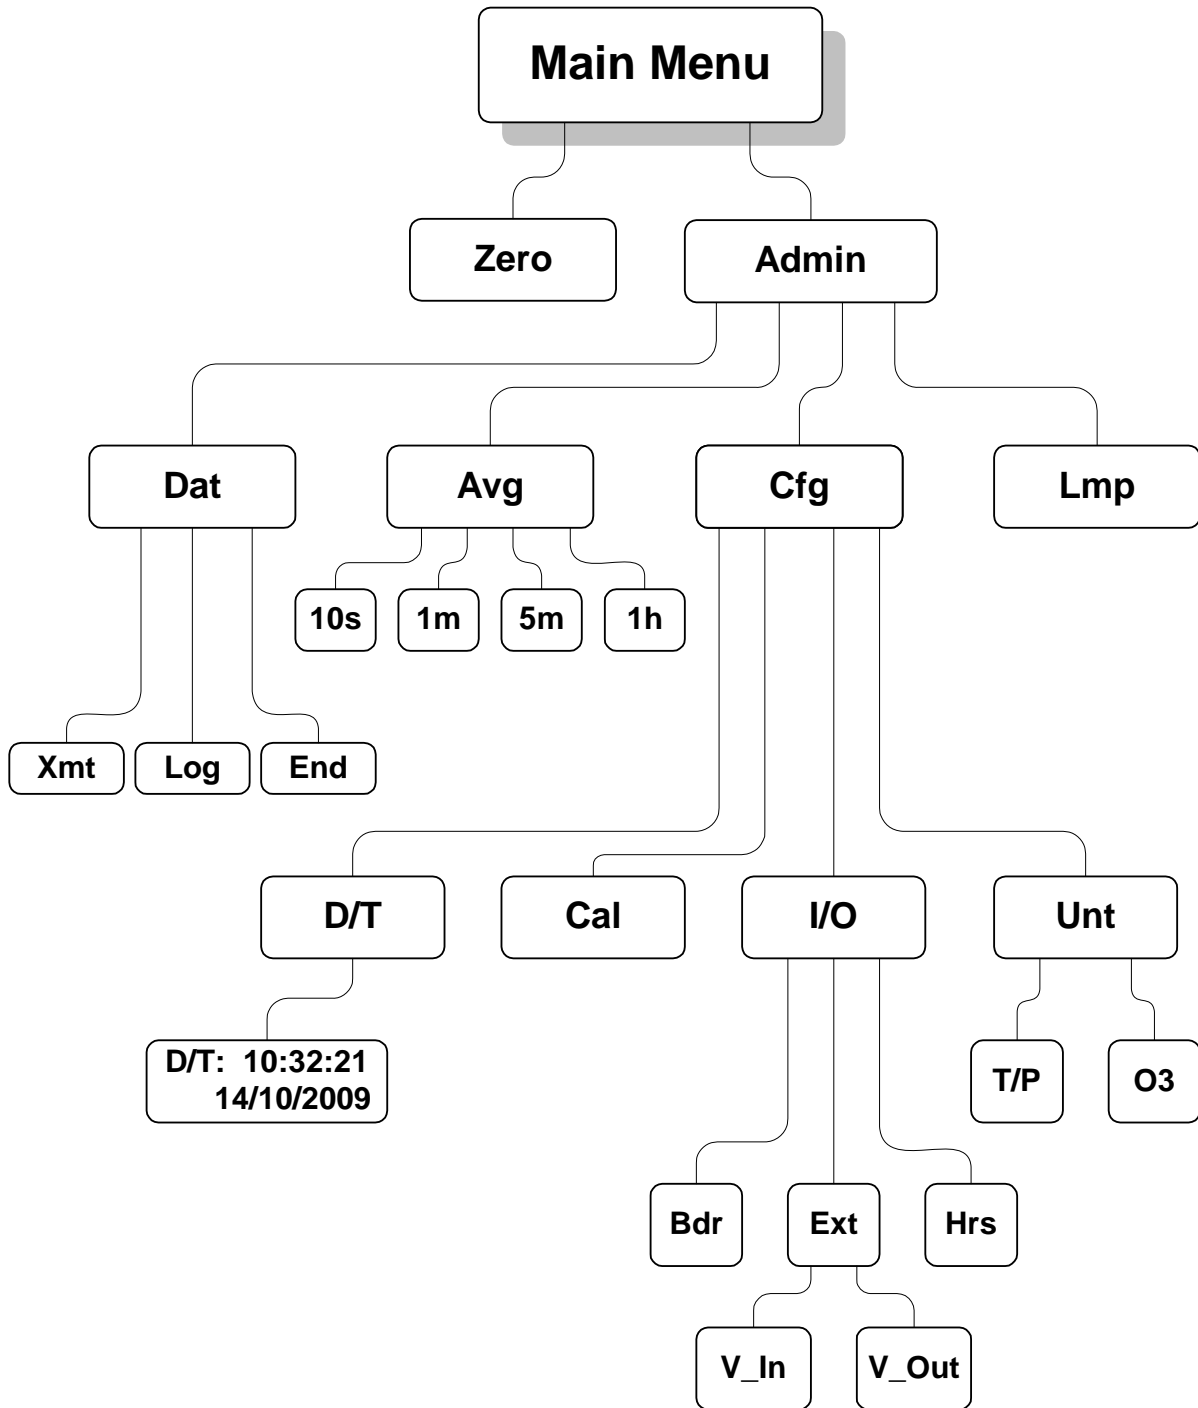 Main Menu
Zero
Admin
Dat
Avg
Cfg
Lmp
10s
1m
5m
1h
Xmt
Log
End
D/T
Cal
I/O
Unt
D/T: 10:32:21
14/10/2009
T/P
O3
Bdr
Ext
Hrs
V_In
V_Out